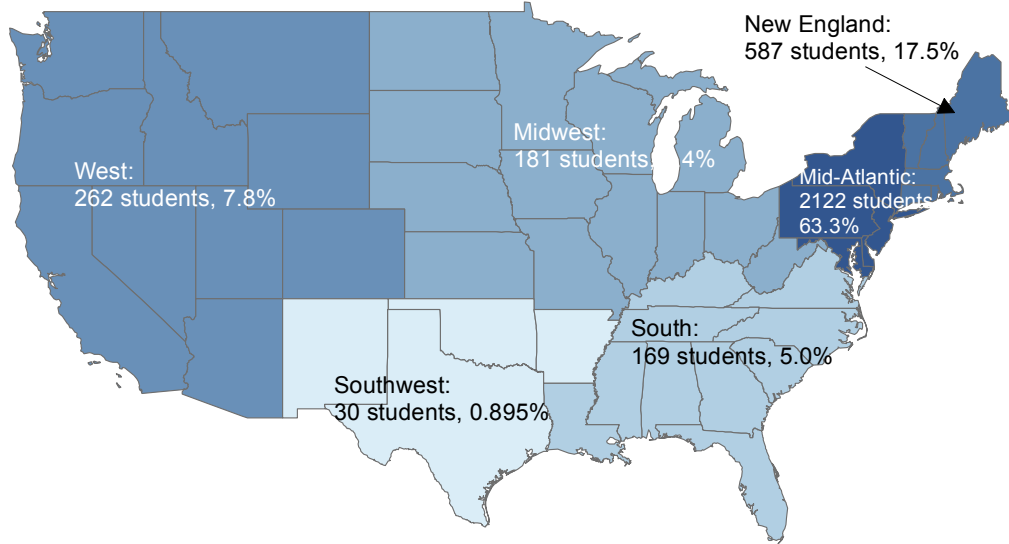 New England:
587 students, 17.5%
Midwest:
181 students, 4%
West:
262 students, 7.8%
Mid-Atlantic:
2122 students
63.3%
South:
169 students, 5.0%
Southwest:
30 students, 0.895%